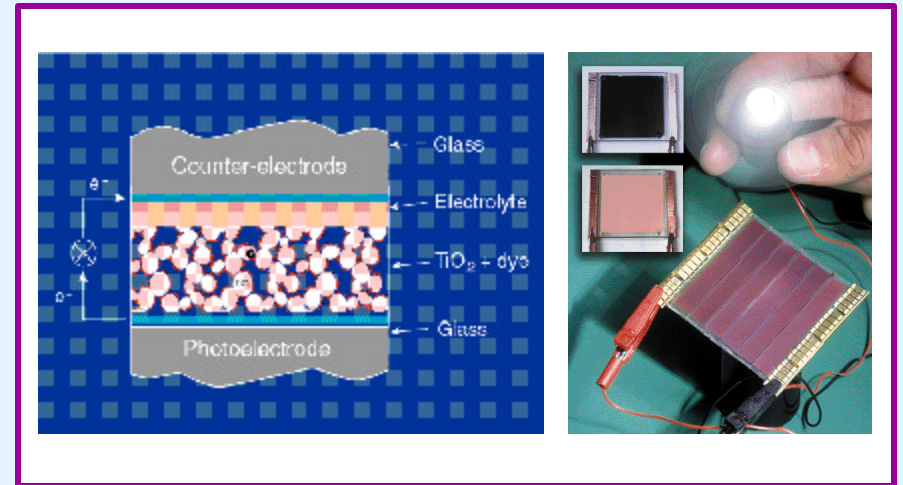 Glass
Counter-electrode
e⁻
Electrolyte
TiO₂ + dye
e⁻
Glass
Photoelectrode